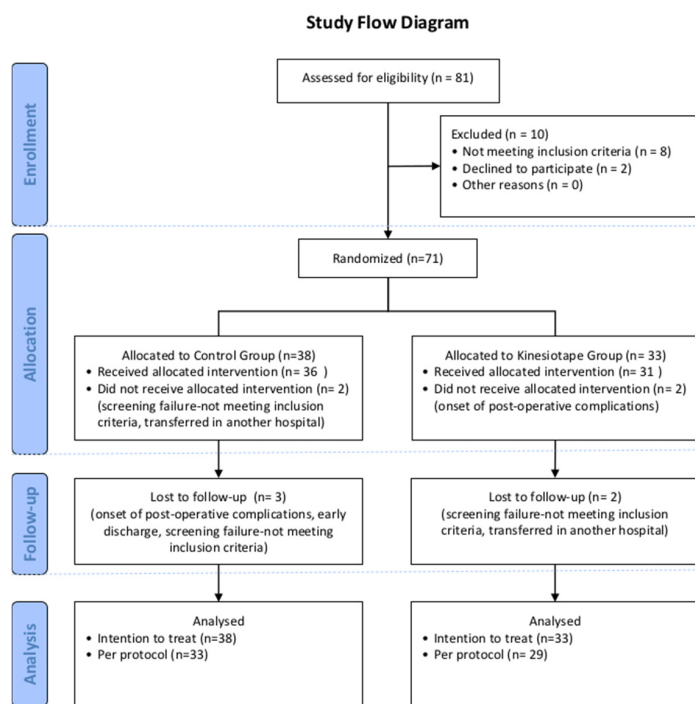 Study Flow Diagram
Enrollment
Assessed for eligibility (n = 81)
Excluded (n = 10)
• Not meeting inclusion criteria (n = 8)
• Declined to participate (n = 2)
• Other reasons (n = 0)
Allocation
Randomized (n=71)
Allocated to Control Group (n=38)
• Received allocated intervention (n= 36  )
• Did not receive allocated intervention (n= 2)
(screening failure-not meeting inclusion
criteria, transferred in another hospital)
Allocated to Kinesiotape Group (n= 33)
• Received allocated intervention (n= 31 )
• Did not receive allocated intervention (n= 2)
(onset of post-operative complications)
Follow-up
Lost to follow-up  (n= 3)
(onset of post-operative complications, early
discharge, screening failure-not meeting
inclusion criteria)
Lost to follow-up (n= 2)
(screening failure-not meeting inclusion
criteria, transferred in another hospital)
Analysis
Analysed
• Intention to treat (n=38)
• Per protocol (n=33)
Analysed
• Intention to treat (n=33)
• Per protocol (n= 29)